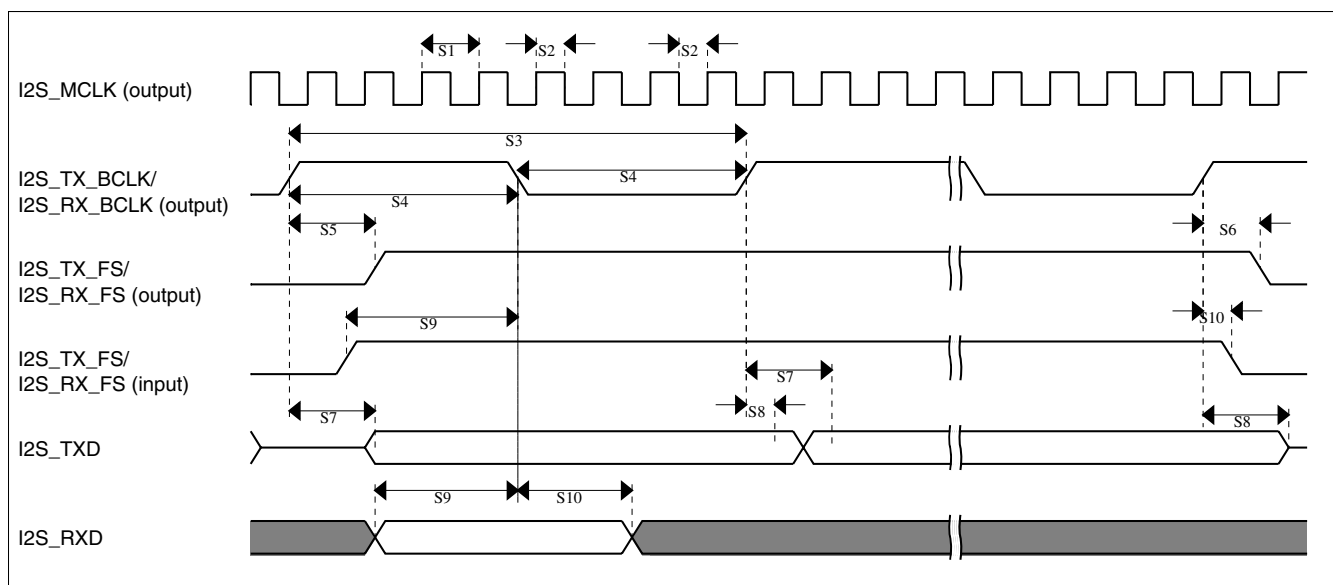 S1
S2
S2
I2S_MCLK (output)
S3
I2S_TX_BCLK/
I2S_RX_BCLK (output)
S4
S4
S5
S6
I2S_TX_FS/
I2S_RX_FS (output)
S9
S10
I2S_TX_FS/
I2S_RX_FS (input)
S7
S7
S8
S8
I2S_TXD
S9
S10
I2S_RXD